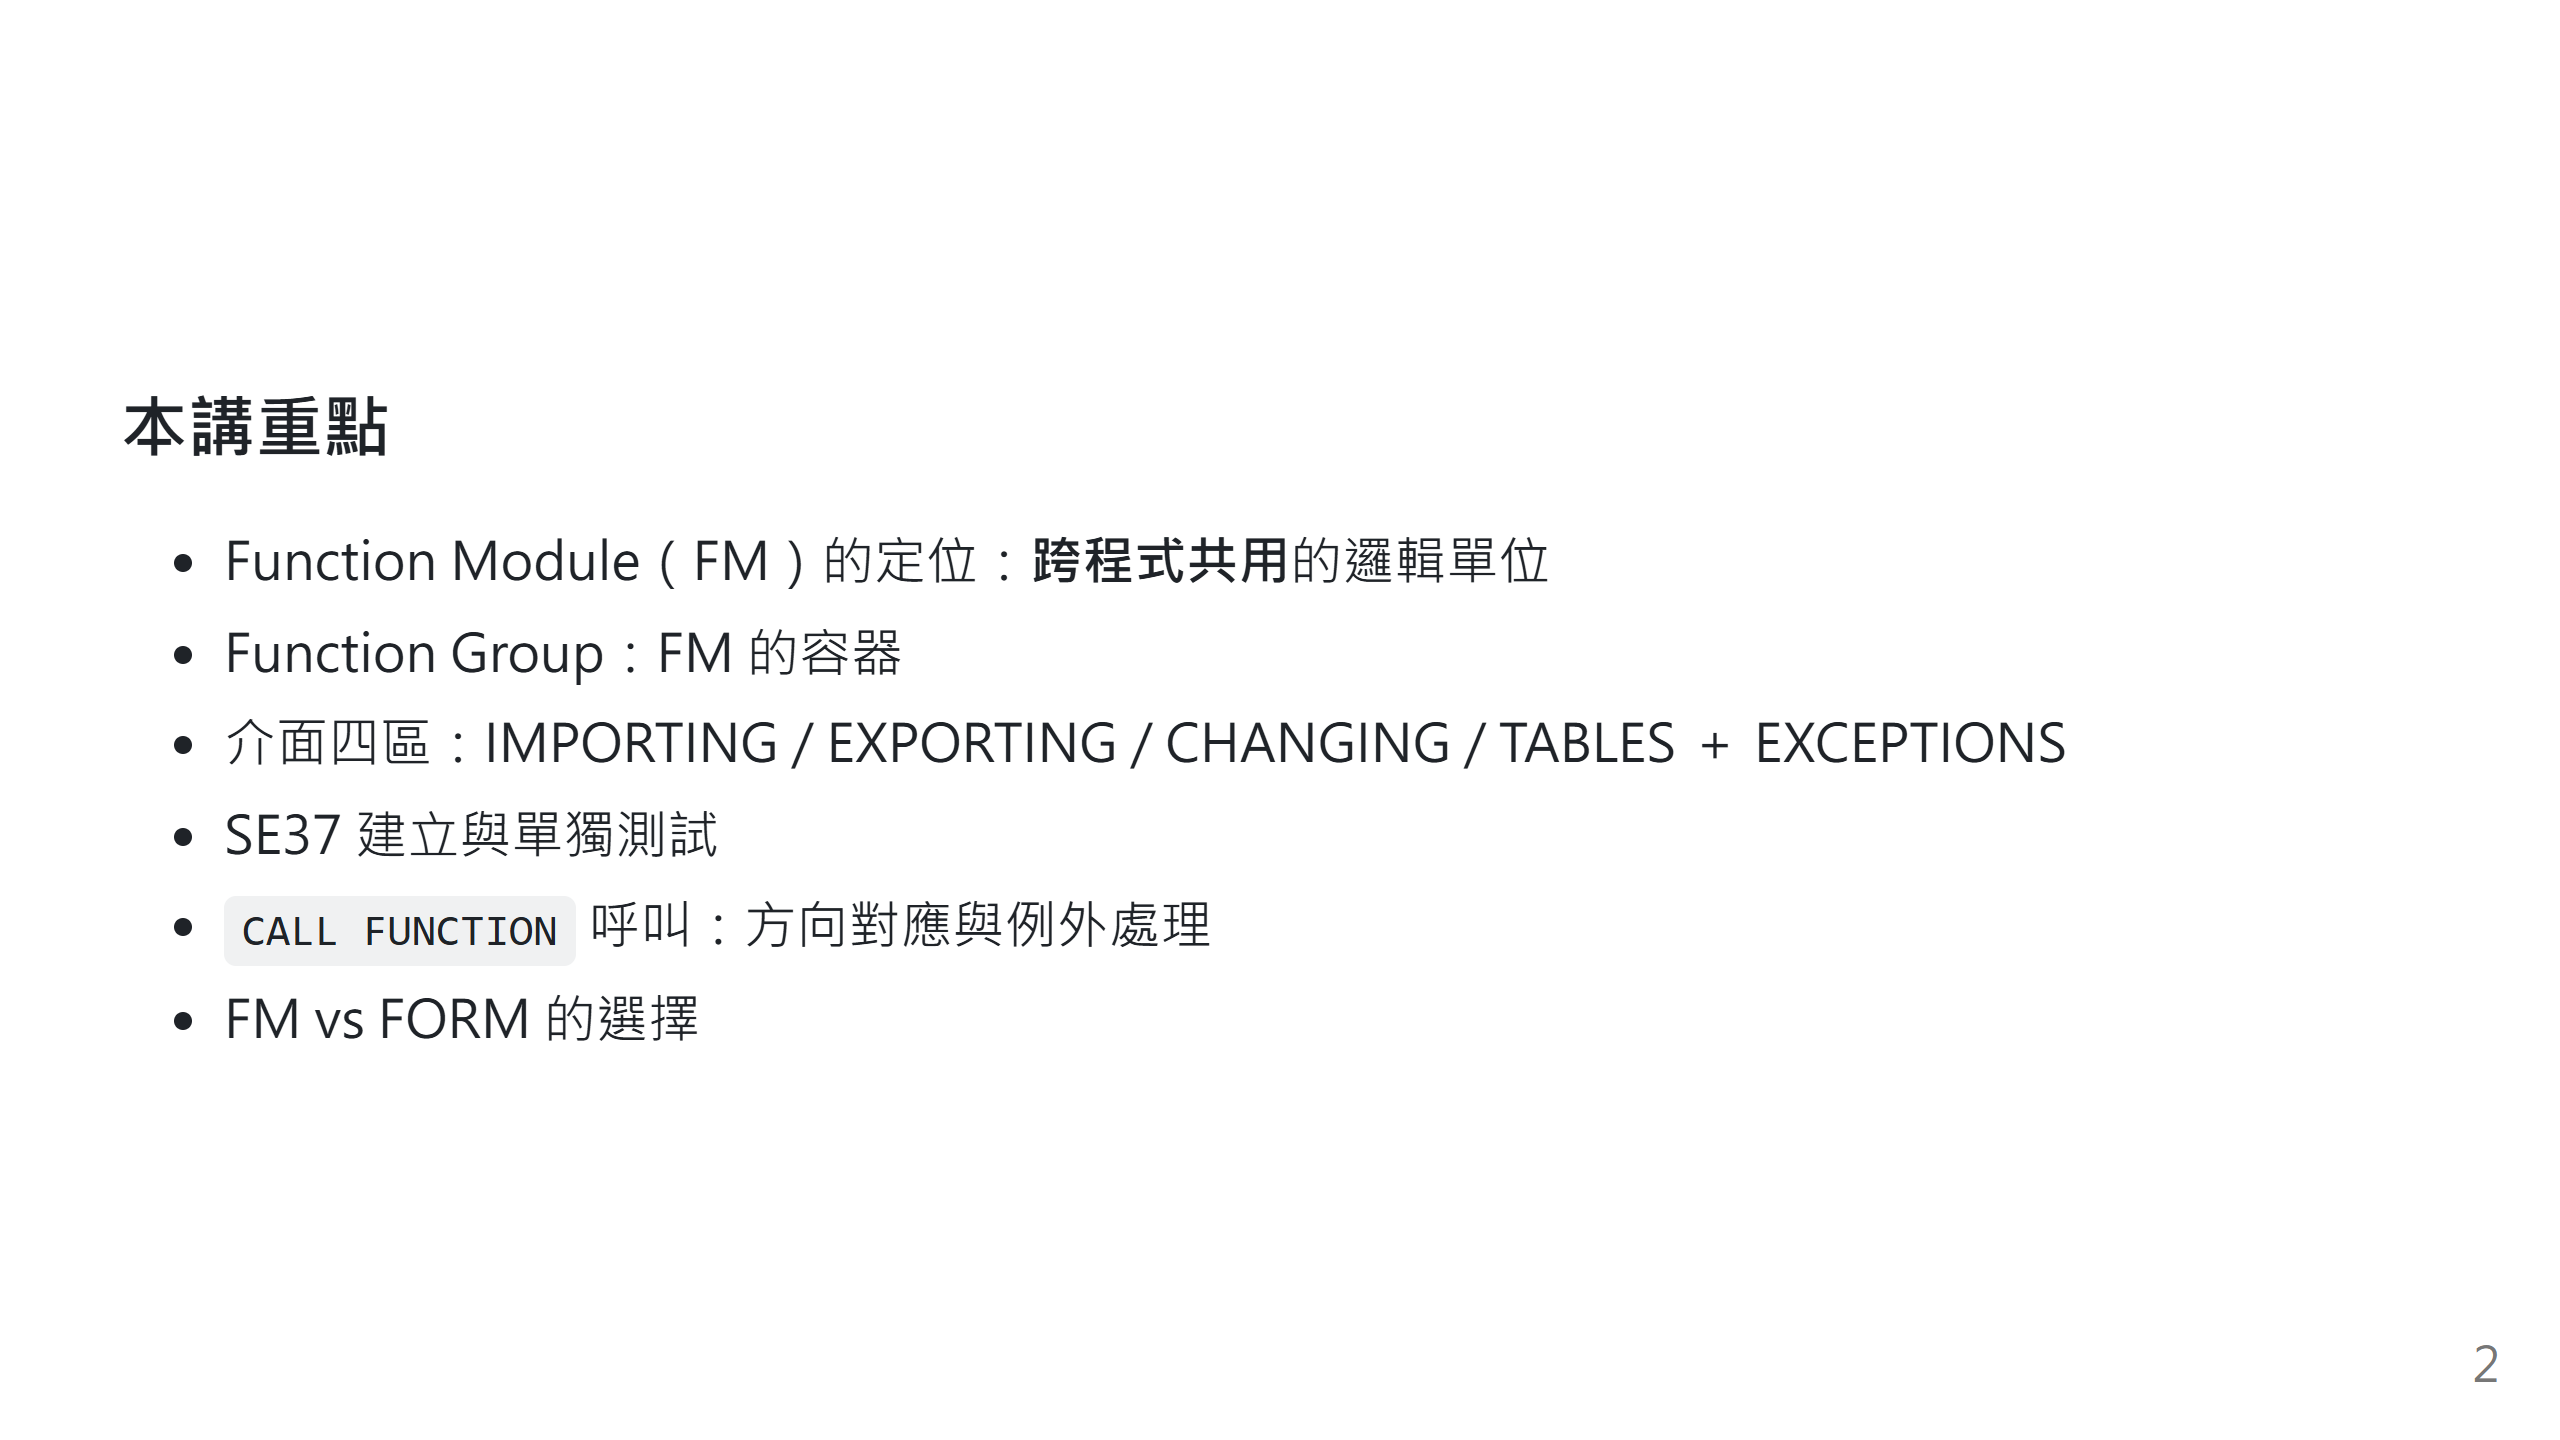 本講重點
Function Module（FM）的定位：跨程式共用的邏輯單位
Function Group：FM 的容器
介面四區：IMPORTING / EXPORTING / CHANGING / TABLES ＋ EXCEPTIONS
SE37 建立與單獨測試
CALL FUNCTION 呼叫：方向對應與例外處理
FM vs FORM 的選擇
2